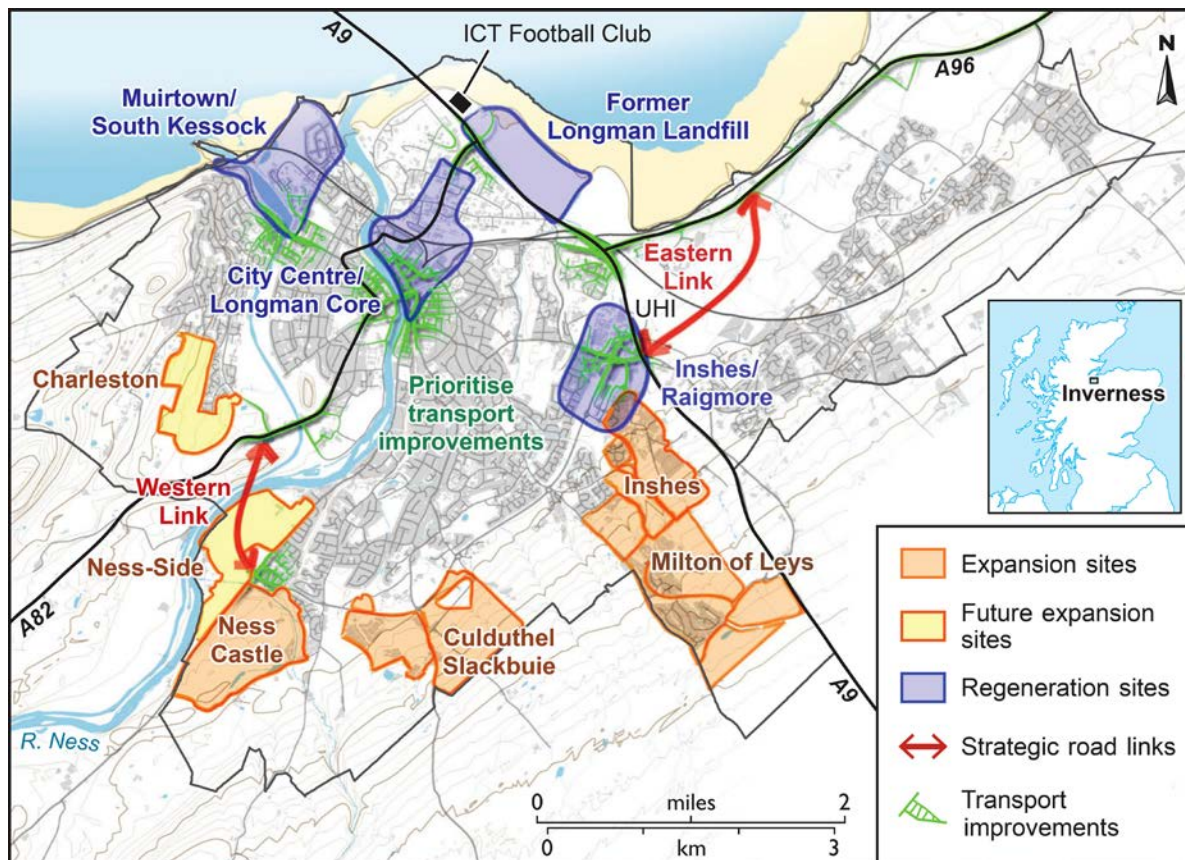 A9
ICT Football Club
A96
N
Muirtown/
South Kessock
Former
Longman Landfill
City Centre/
Longman Core
Eastern
Link
UHI
Charleston
Prioritise
transport
improvements
Inshes/
Raigmore
Inverness
Western
Link
Inshes
Ness-Side
Milton of Leys
A82
Ness
Castle
Culduthel
Slackbuie
A9
R. Ness
0 miles 2
0 km 3
Expansion sites
Future expansion
sites
Regeneration sites
Strategic road links
Transport
improvements